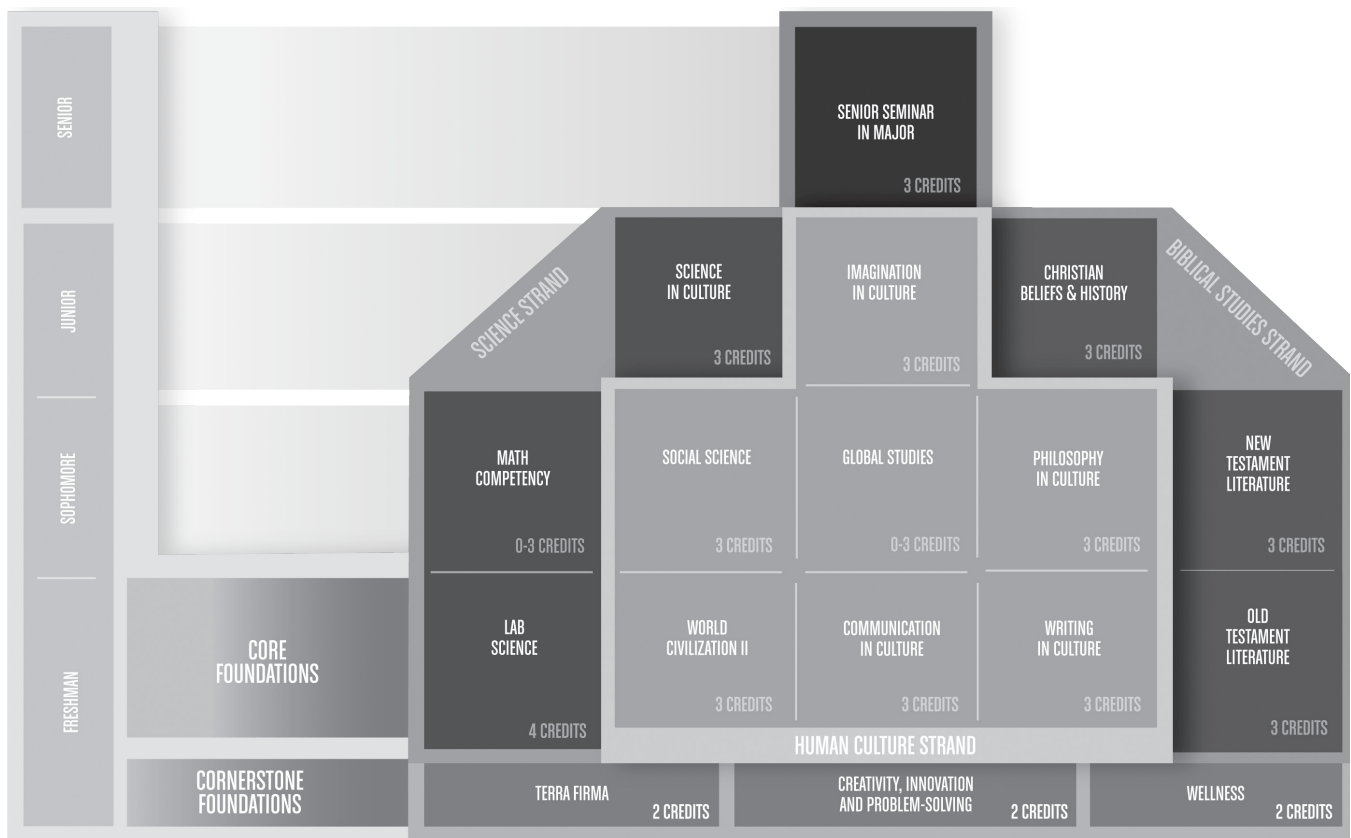 SENIOR
SENIOR SEMINAR
IN MAJOR
3 CREDITS
JUNIOR
SCIENCE STRAND
SCIENCE
IN CULTURE
3 CREDITS
IMAGINATION
IN CULTURE
3 CREDITS
CHRISTIAN
BELIEFS & HISTORY
3 CREDITS
BIBLICAL STUDIES STRAND
SOPHOMORE
MATH
COMPETENCY
0-3 CREDITS
SOCIAL SCIENCE
3 CREDITS
GLOBAL STUDIES
0-3 CREDITS
PHILOSOPHY
IN CULTURE
3 CREDITS
NEW
TESTAMENT
LITERATURE
3 CREDITS
FRESHMAN
CORE
FOUNDATIONS
LAB
SCIENCE
4 CREDITS
WORLD
CIVILIZATION II
3 CREDITS
COMMUNICATION
IN CULTURE
3 CREDITS
WRITING
IN CULTURE
3 CREDITS
OLD
TESTAMENT
LITERATURE
3 CREDITS
HUMAN CULTURE STRAND
CORNERSTONE
FOUNDATIONS
TERRA FIRMA
2 CREDITS
CREATIVITY, INNOVATION
AND PROBLEM-SOLVING
2 CREDITS
WELLNESS
2 CREDITS